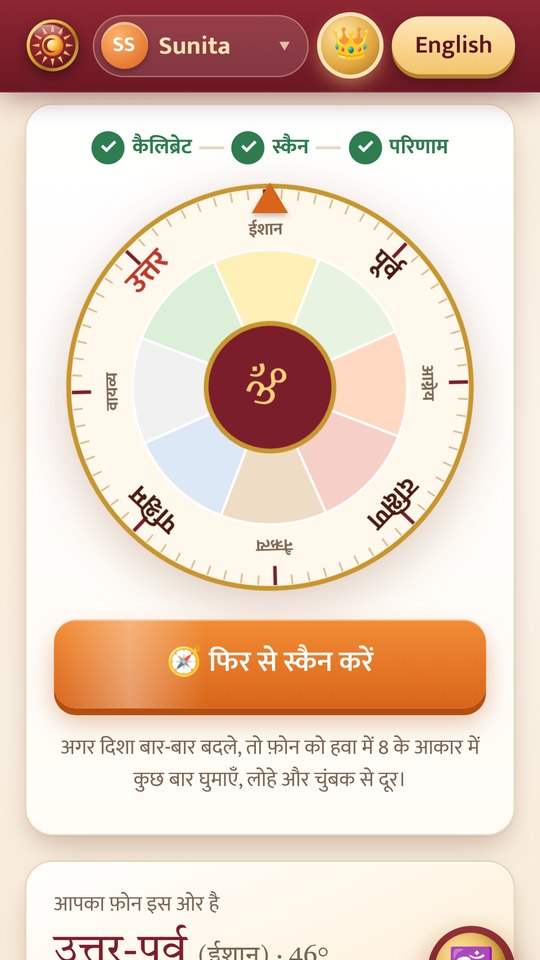 SS Sunita ▼ English
कैलिब्रेट स्कैन परिणाम
ईशान
उत्तर
पूर्व
वायव्य
आग्नेय
ॐ
पश्चिम
दक्षिण
नैऋत्य
फिर से स्कैन करें
अगर दिशा बार-बार बदले, तो फ़ोन को हवा में 8 के आकार में
कुछ बार घुमाएँ, लोहे और चुंबक से दूर।
आपका फ़ोन इस ओर है
उत्तर-पूर्व (ईशान) · 46°